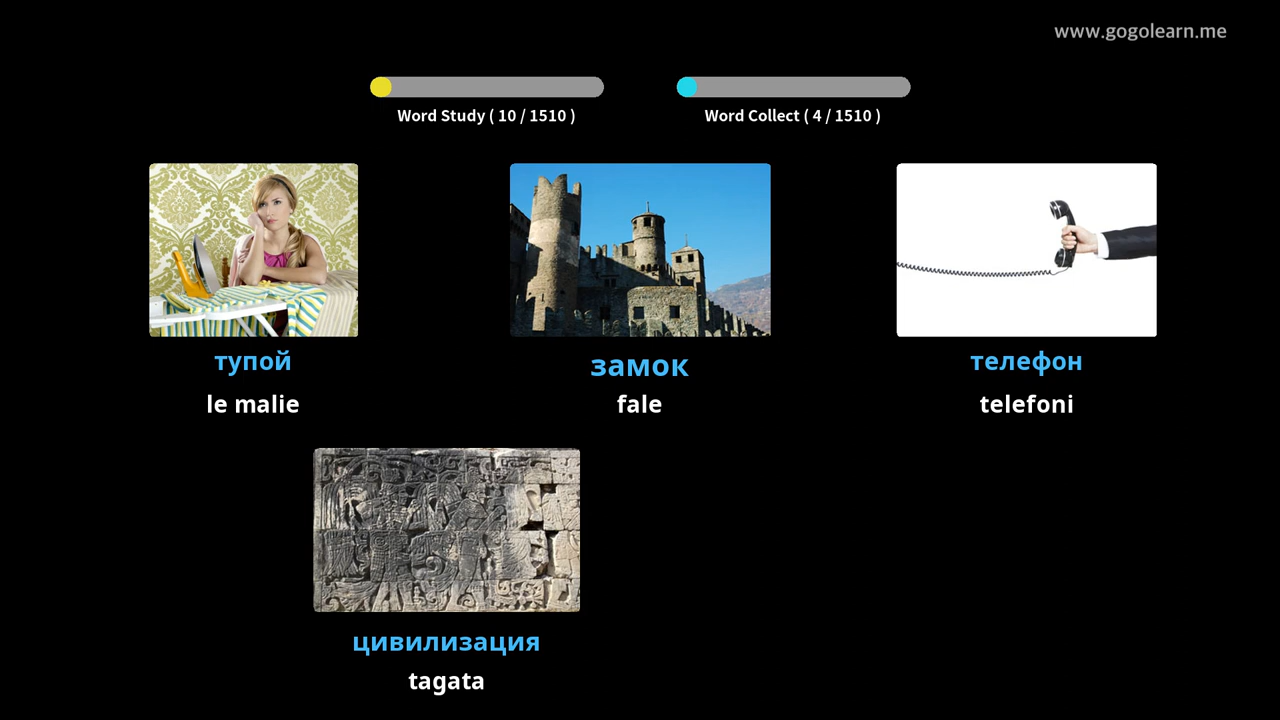 www.gogolearn.me
Word Study ( 10 / 1510 )
Word Collect ( 4 / 1510 )
тупой
замок
телефон
le malie
fale
telefoni
цивилизация
tagata